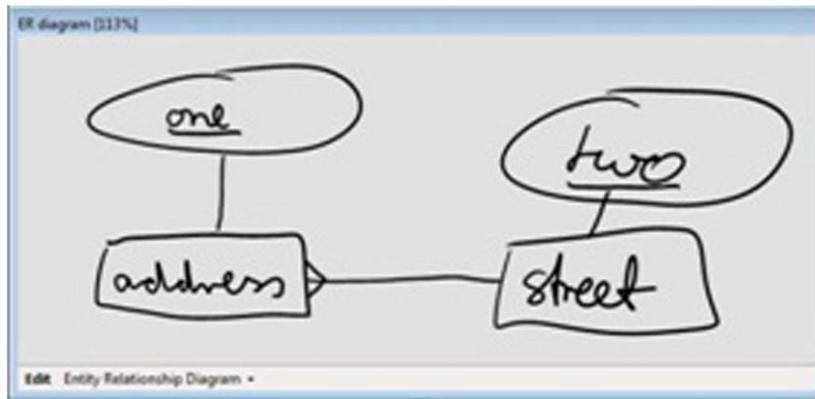 ER diagram [113%]
one
two
address
street
Edit Entity Relationship Diagram